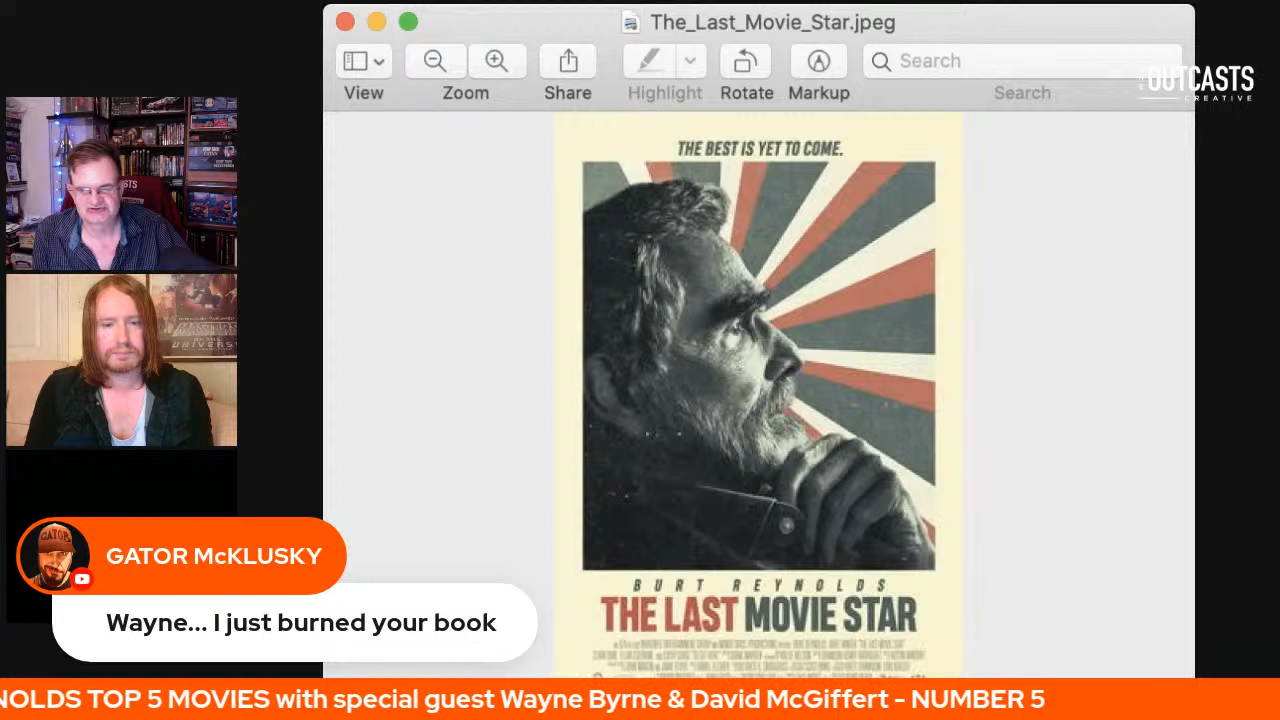 The_Last_Movie_Star.jpeg
Search
View
Zoom
Share
Highlight
Rotate
Markup
Search
OUTCASTS
CREATIVE
THE BEST IS YET TO COME.
BURT REYNOLDS
THE LAST MOVIE STAR
GATOR McKLUSKY
Wayne... I just burned your book
NOLDS TOP 5 MOVIES with special guest Wayne Byrne & David McGiffert - NUMBER 5